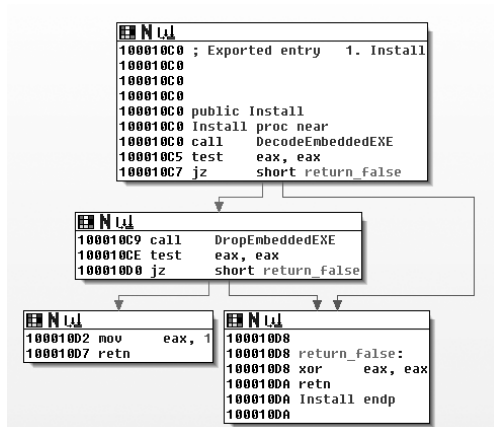 100010C0 ; Exported entry 1. Install
100010C0
100010C0
100010C0
100010C0 public Install
100010C0 Install proc near
100010C0 call DecodeEmbeddedEXE
100010C5 test eax, eax
100010C7 jz short return_false
100010C9 call DropEmbeddedEXE
100010CE test eax, eax
100010D0 jz short return_false
100010D2 mov eax, 1
100010D7 retn
100010D8
100010D8 return_false:
100010D8 xor eax, eax
100010DA retn
100010DA Install endp
100010DA